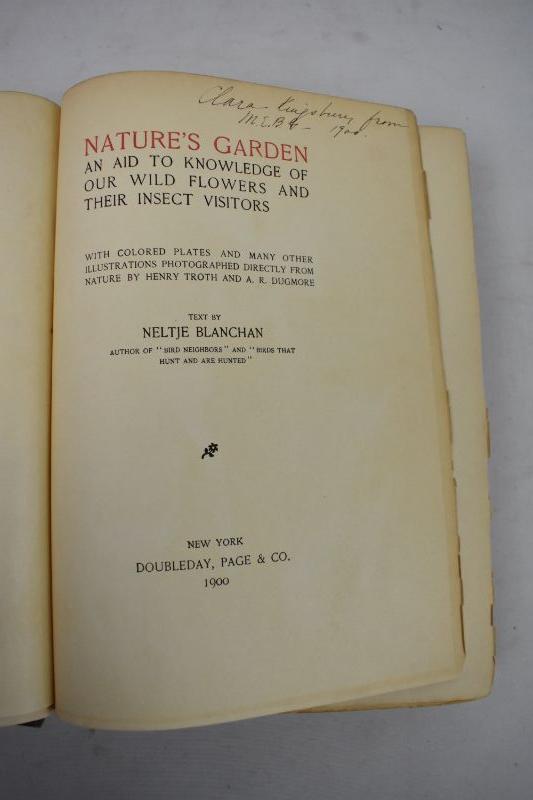 Clara Kingsbury from
1900.
NATURE'S GARDEN
AN AID TO KNOWLEDGE OF
OUR WILD FLOWERS AND
THEIR INSECT VISITORS
WITH COLORED PLATES AND MANY OTHER
ILLUSTRATIONS PHOTOGRAPHED DIRECTLY FROM
NATURE BY HENRY TROTH AND A. R. DUGMORE
TEXT BY
NELTJE BLANCHAN
AUTHOR OF "BIRD NEIGHBORS" AND "BIRDS THAT
HUNT AND ARE HUNTED"
NEW YORK
DOUBLEDAY, PAGE & CO.
1900